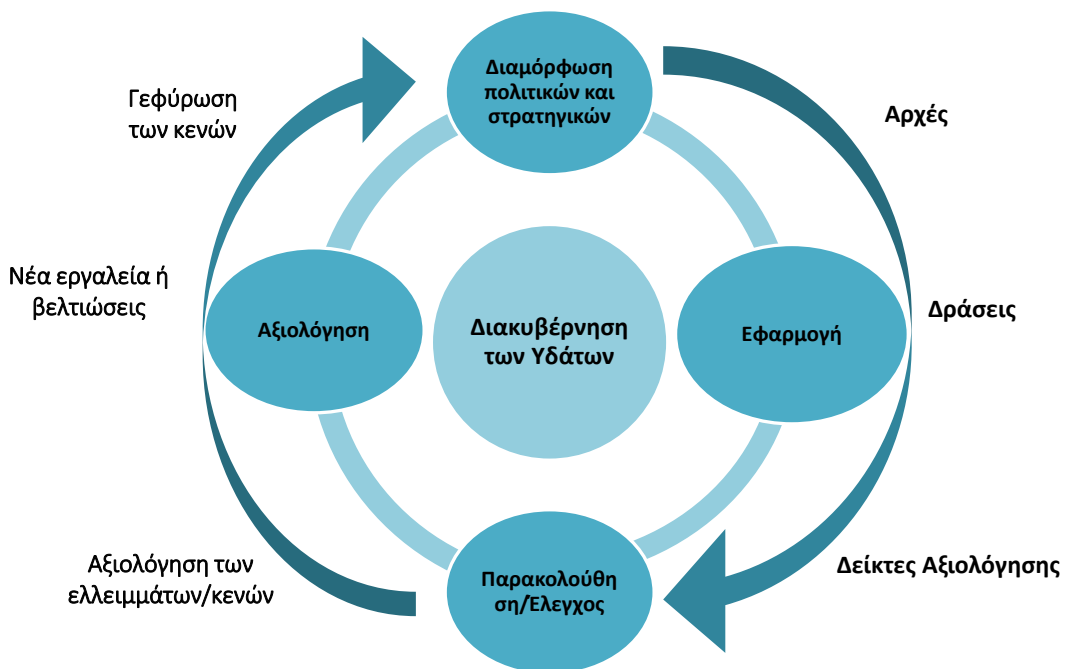 Διαμόρφωση
πολιτικών και
στρατηγικών
Γεφύρωση
των κενών
Αρχές
Νέα εργαλεία ή
βελτιώσεις
Αξιολόγηση
Διακυβέρνηση
των Υδάτων
Εφαρμογή
Δράσεις
Αξιολόγηση των
ελλειμμάτων/κενών
Παρακολούθη
ση/Έλεγχος
Δείκτες Αξιολόγησης